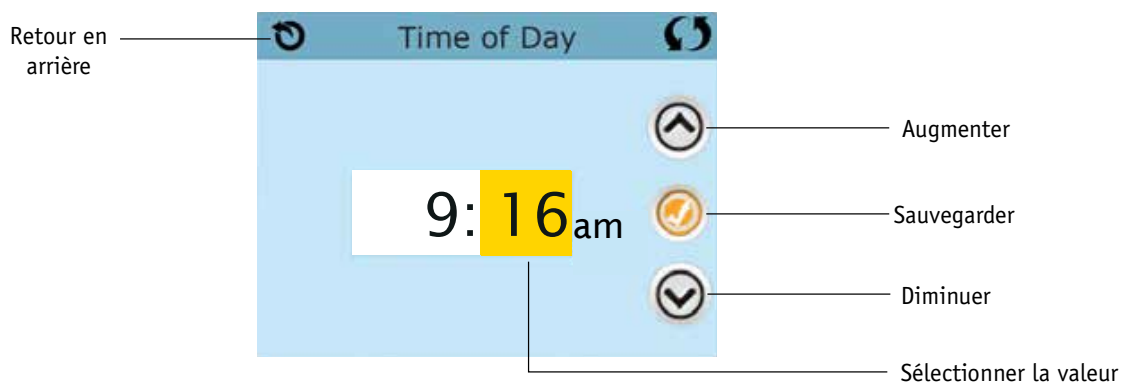 Retour en
arrière
Time of Day
Augmenter
9:16am
Sauvegarder
Diminuer
Sélectionner la valeur